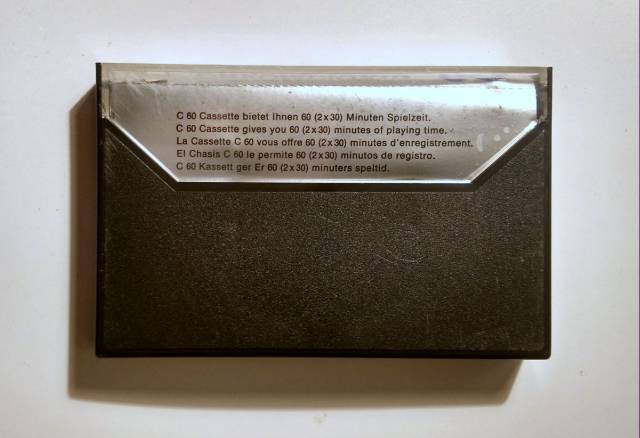 C 60 Cassette bietet Ihnen 60 (2x30) Minuten Spielzeit.
C 60 Cassette gives you 60 (2x30) minutes of playing time.
La Cassette C 60 vous offre 60 (2x30) minutes d'enregistrement.
El Chasis C 60 le permite 60 (2x30) minutos de registro.
C 60 Kassett ger Er 60 (2x30) minuters speltid.